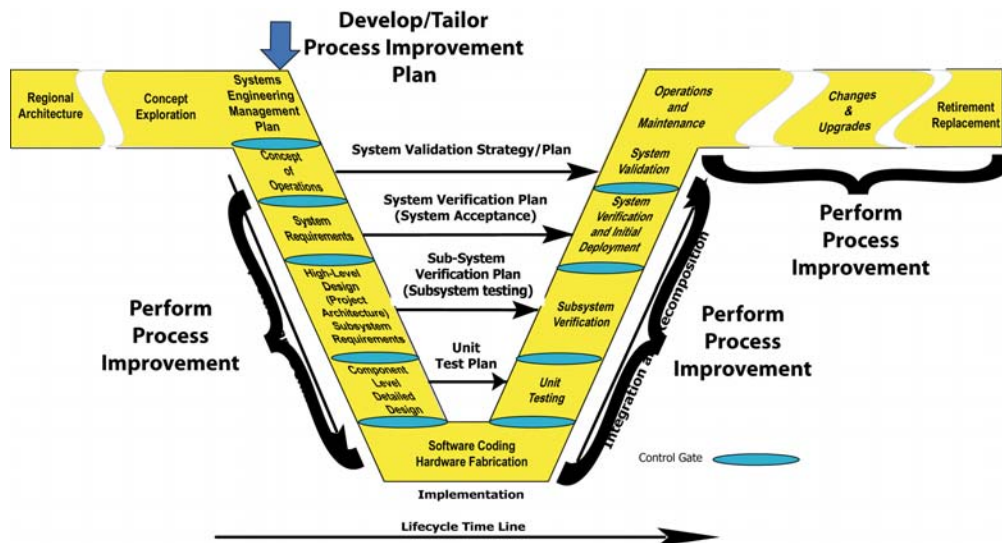 Develop/Tailor
Process Improvement
Plan
Regional
Architecture
Concept
Exploration
Systems
Engineering
Management
Plan
Operations
and
Maintenance
Changes
&
Upgrades
Retirement
Replacement
Concept
of
Operations
System Validation Strategy/Plan
System
Validation
System
Requirements
System Verification Plan
(System Acceptance)
System
Verification
and Initial
Deployment
High-Level
Design
(Project
Architecture)
Subsystem
Requirements
Sub-System
Verification Plan
(Subsystem testing)
Subsystem
Verification
Component
Level
Detailed
Design
Unit
Test Plan
Unit
Testing
Software Coding
Hardware Fabrication
Implementation
Perform
Process
Improvement
Perform
Process
Improvement
Perform
Process
Improvement
Integration Recomposition
Control Gate
Lifecycle Time Line